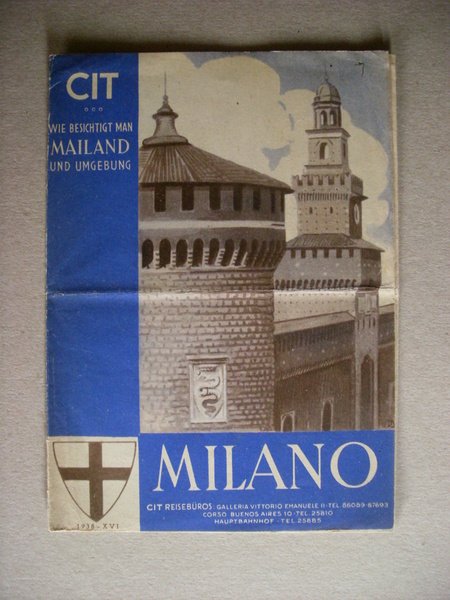 CIT
WIE BESICHTIGT MAN
MAILAND
UND UMGEBUNG
MILANO
CIT REISEBÜROS: GALLERIA VITTORIO EMANUELE II - TEL. 86089-87693
CORSO BUENOS AIRES 10 - TEL. 25810
HAUPTBAHNHOF - TEL. 25885
1938 - XVI